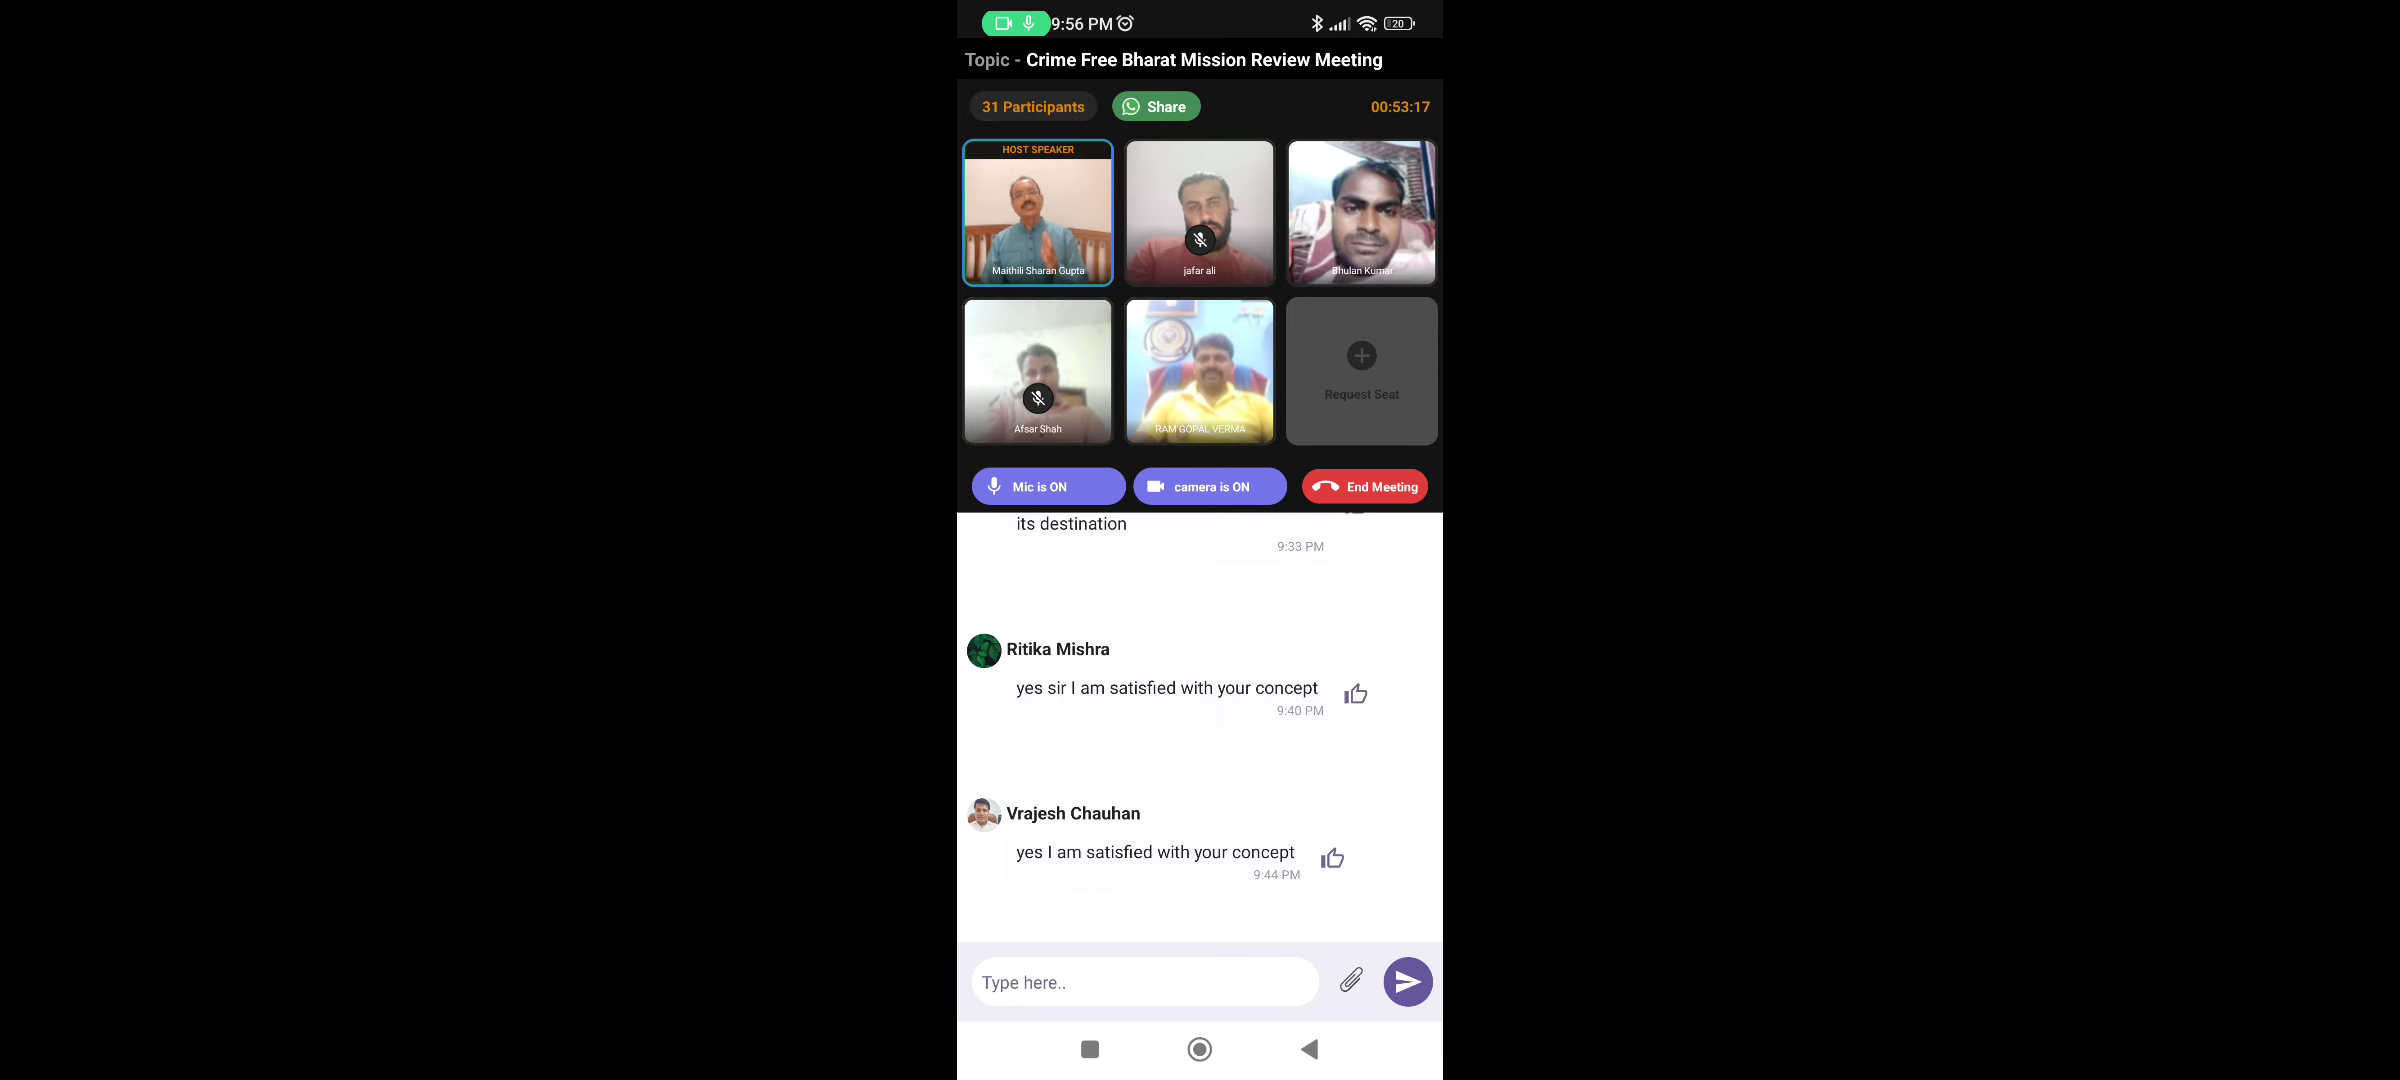 9:56 PM
20
Topic - Crime Free Bharat Mission Review Meeting
31 Participants
Share
00:53:17
HOST SPEAKER
Maithili Sharan Gupta
jafar ali
Bhulan Kumar
Afsar Shah
RAM GOPAL VERMA
Request Seat
Mic is ON
camera is ON
End Meeting
its destination
9:33 PM
Ritika Mishra
yes sir I am satisfied with your concept
9:40 PM
Vrajesh Chauhan
yes I am satisfied with your concept
9:44 PM
Type here..